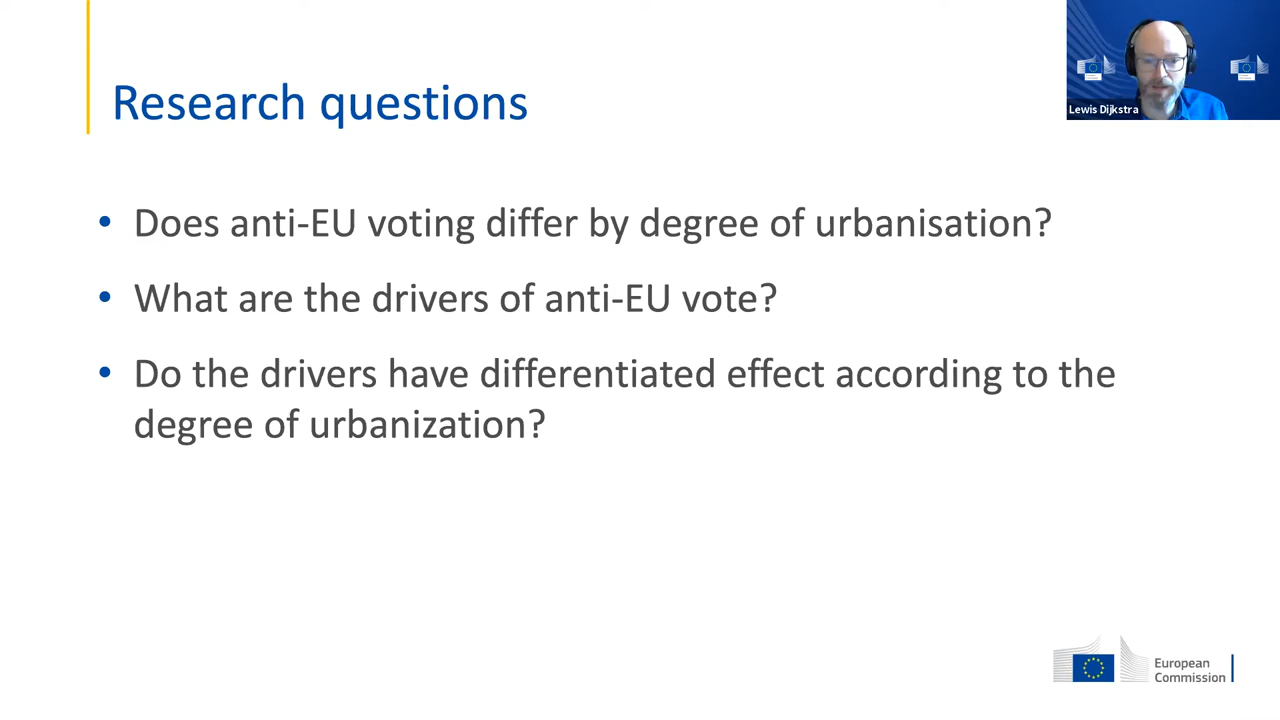 Lewis Dijkstra
Research questions
• Does anti-EU voting differ by degree of urbanisation?
• What are the drivers of anti-EU vote?
• Do the drivers have differentiated effect according to the
degree of urbanization?
European
Commission